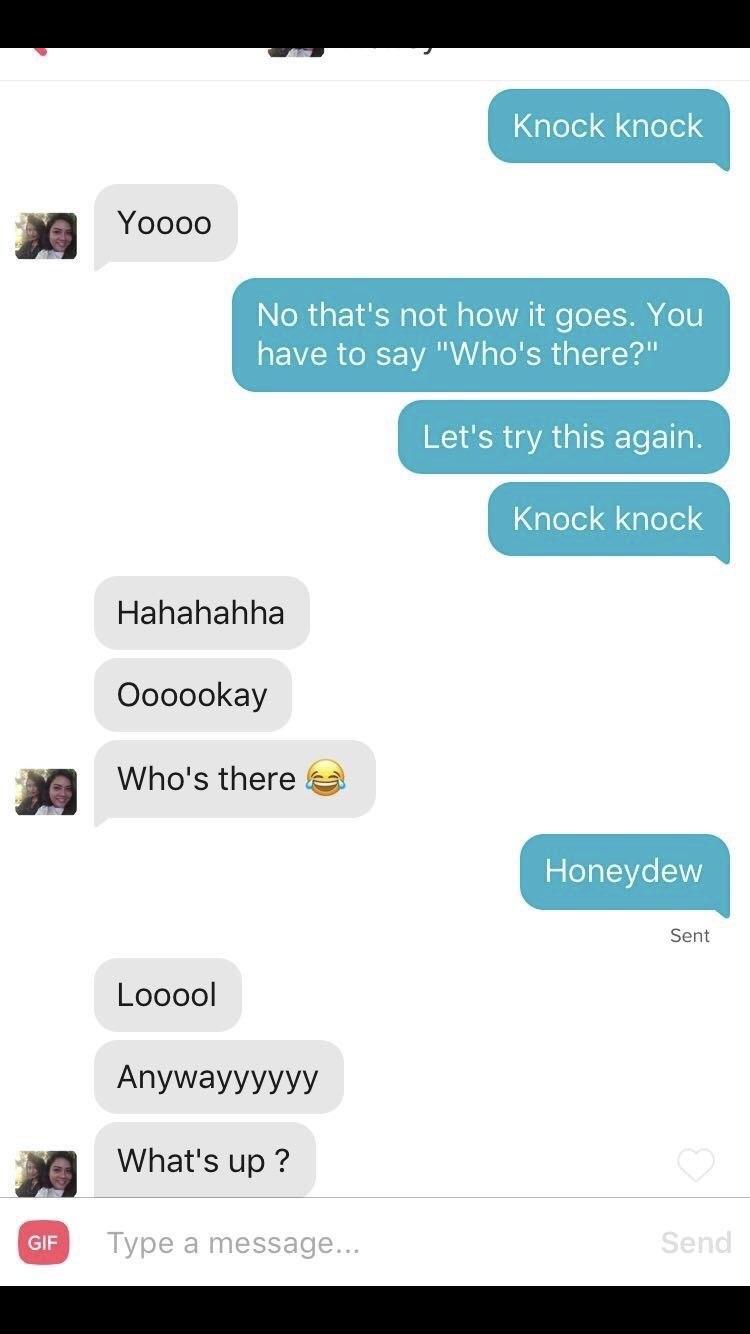 Knock knock
Yoooo
No that's not how it goes. You
have to say "Who's there?"
Let's try this again.
Knock knock
Hahahahha
Oooookay
Who's there 😂
Honeydew
Sent
Looool
Anywayyyyyy
What's up ?
GIF
Type a message...
Send